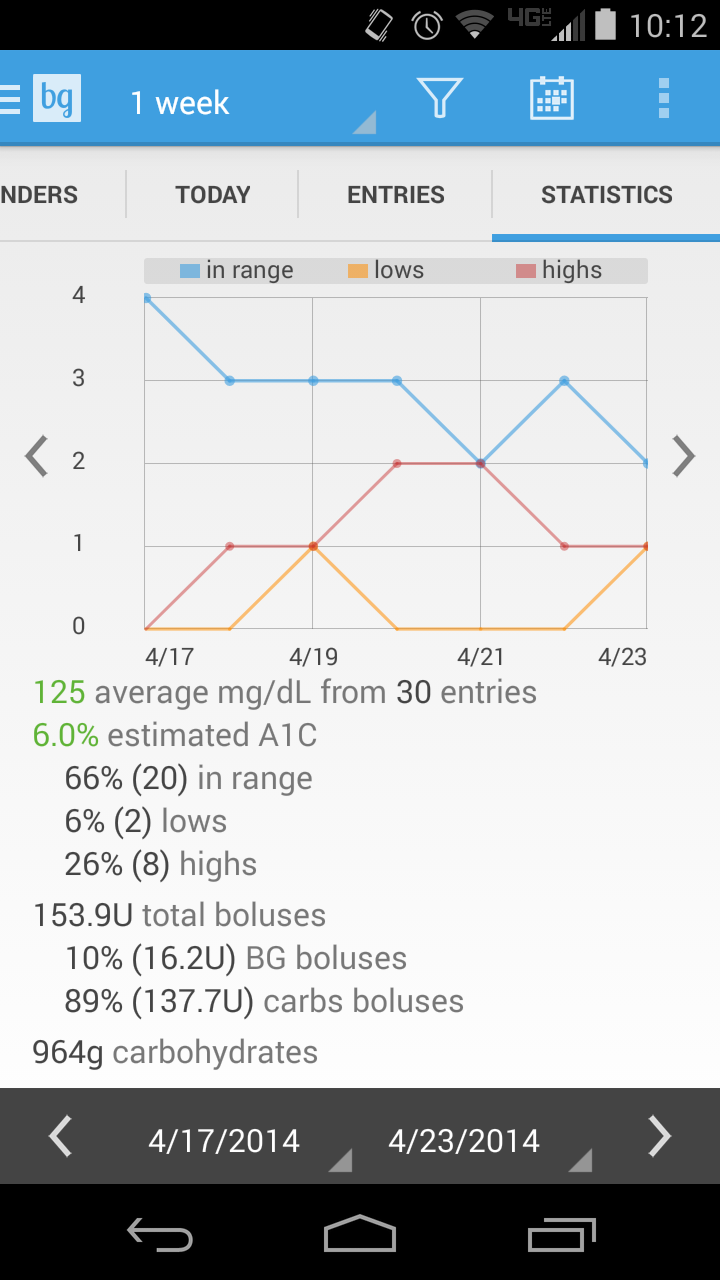 4G LTE 10:12
bg 1 week
NDERS TODAY ENTRIES STATISTICS
in range lows highs
4
3
2
1
0
4/17 4/19 4/21 4/23
125 average mg/dL from 30 entries
6.0% estimated A1C
66% (20) in range
6% (2) lows
26% (8) highs
153.9U total boluses
10% (16.2U) BG boluses
89% (137.7U) carbs boluses
964g carbohydrates
4/17/2014 4/23/2014